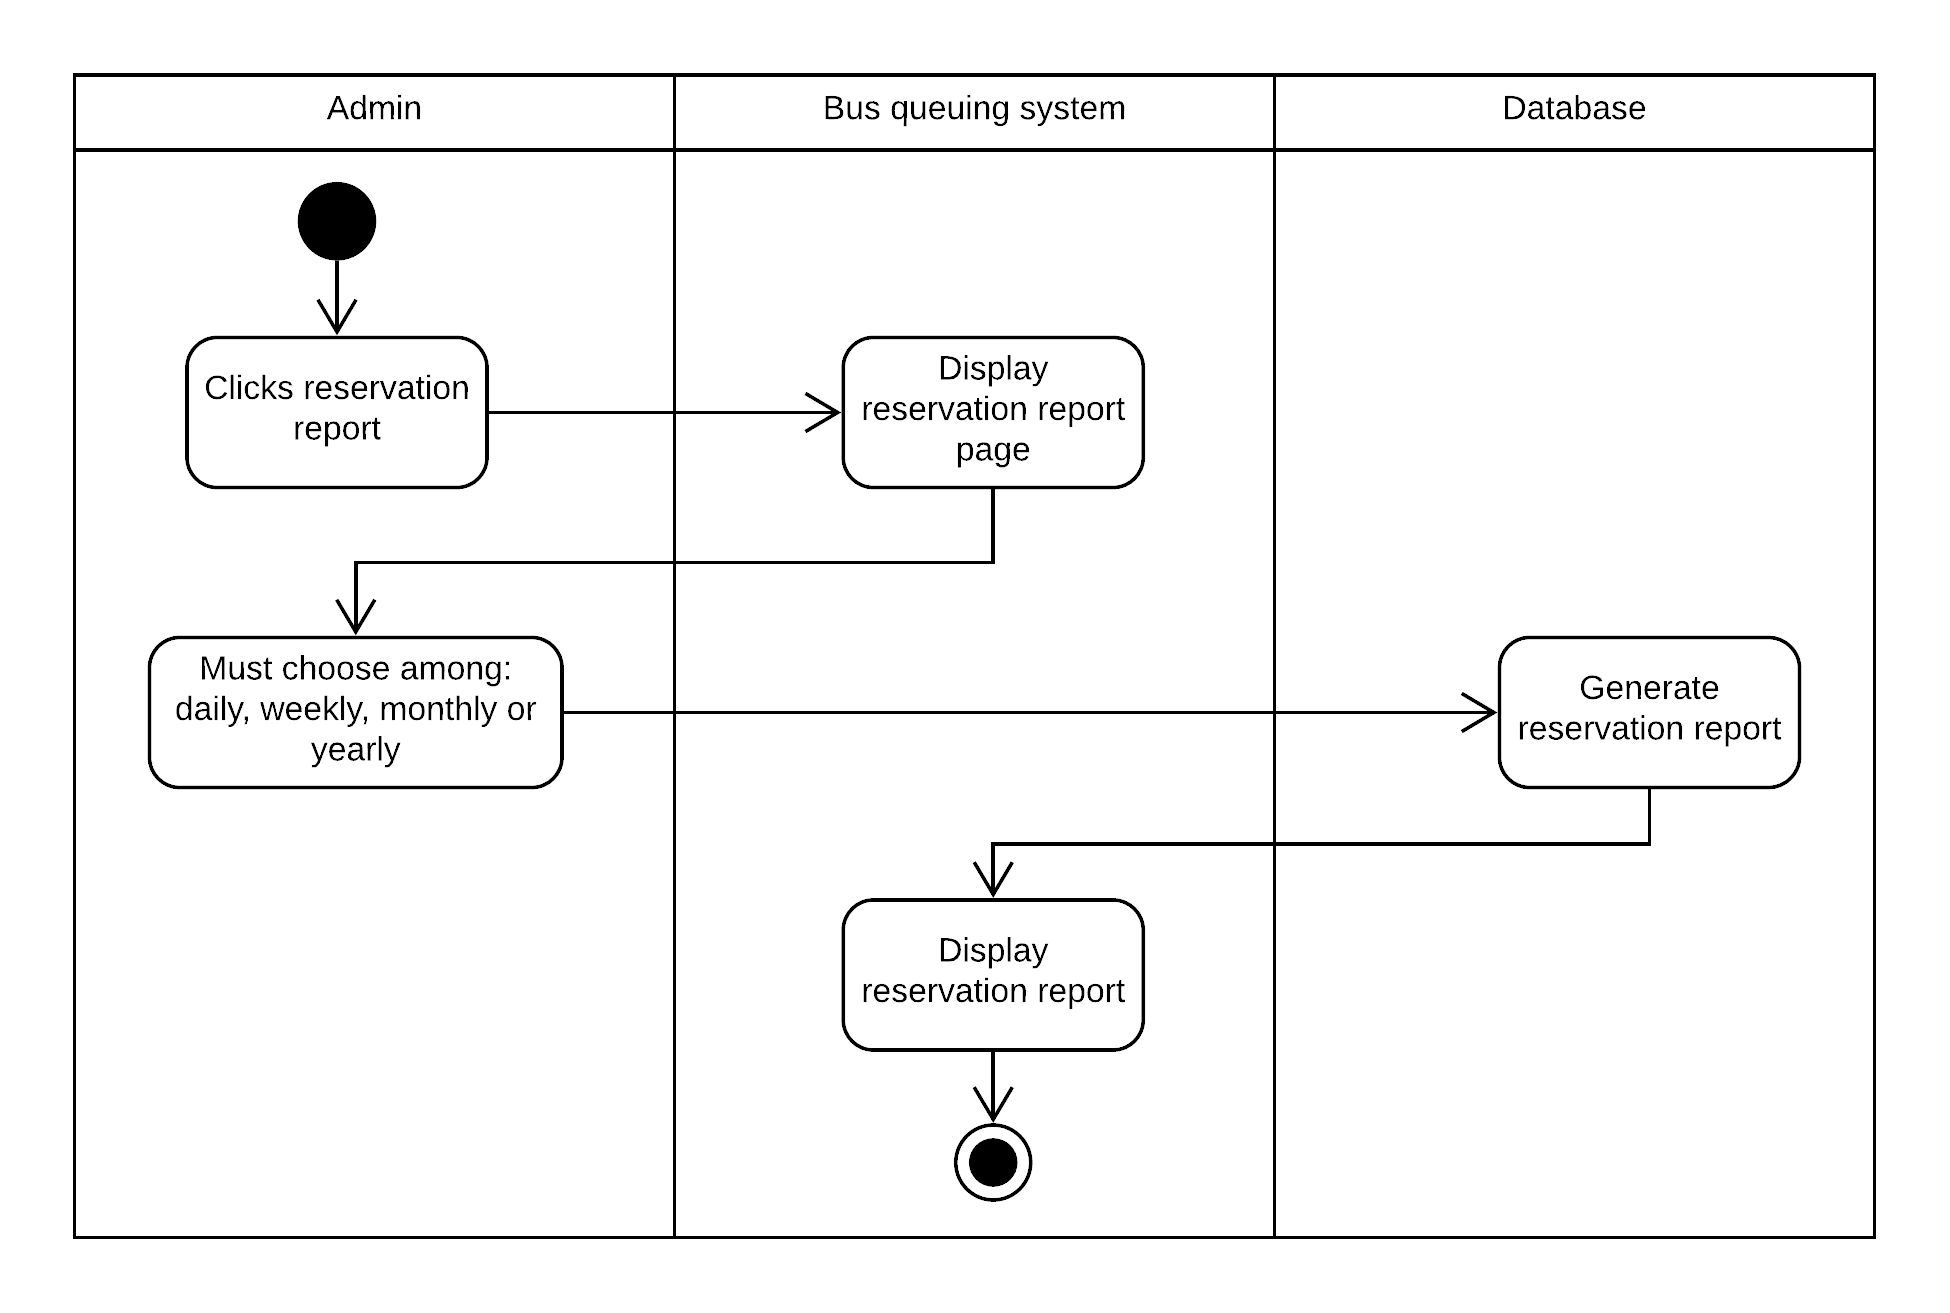 Admin
Bus queuing system
Database
Clicks reservation
report
Display
reservation report
page
Must choose among:
daily, weekly, monthly or
yearly
Generate
reservation report
Display
reservation report